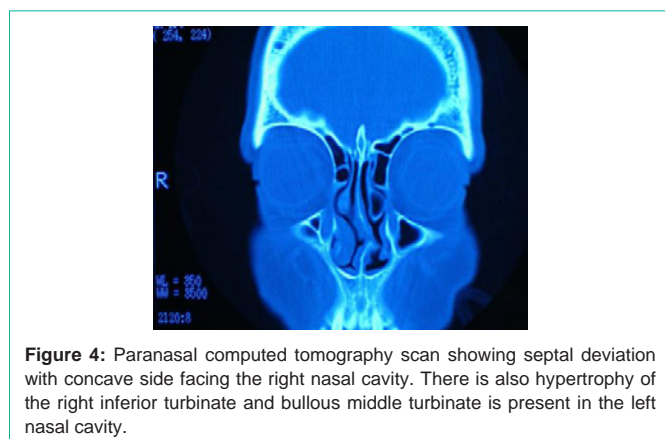 ( 254, 224)
R
WL = 350
WW = 3500
2120:8
Figure 4: Paranasal computed tomography scan showing septal deviation
with concave side facing the right nasal cavity. There is also hypertrophy of
the right inferior turbinate and bullous middle turbinate is present in the left
nasal cavity.